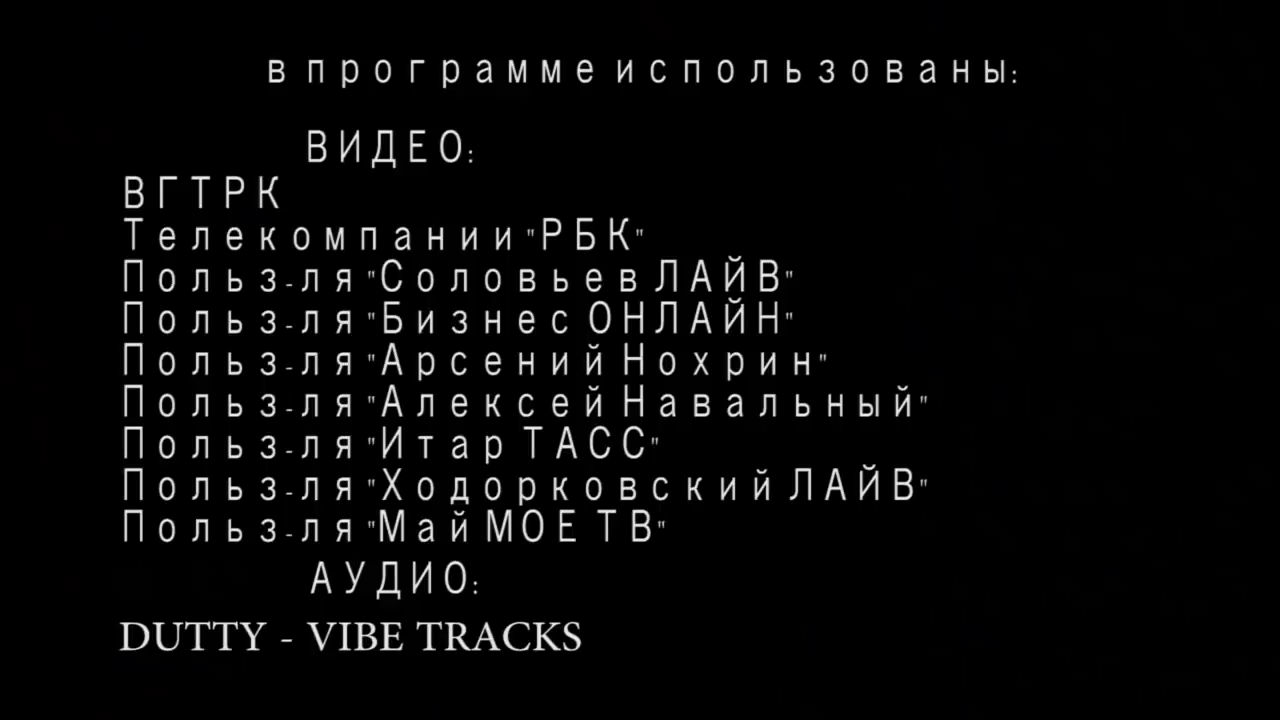 в программе использованы:
ВИДЕО:
ВГТРК
Телекомпании "РБК"
Польз-ля "Соловьев ЛАЙВ"
Польз-ля "Бизнес ОНЛАЙН"
Польз-ля "Арсений Нохрин"
Польз-ля "Алексей Навальный"
Польз-ля "Итар ТАСС"
Польз-ля "Ходорковский ЛАЙВ"
Польз-ля "Май МОЕ ТВ"
АУДИО:
DUTTY - VIBE TRACKS